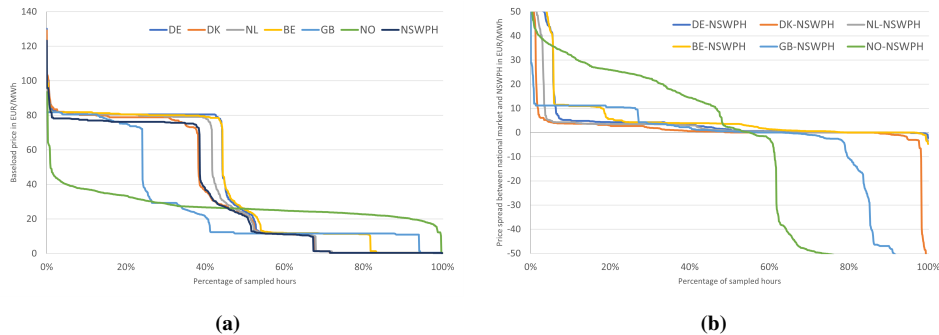 (a)
Baseload price in EUR/MWh
140
120
100
80
60
40
20
0
DE DK NL BE GB NO NSWPH
0% 20% 40% 60% 80% 100%
Percentage of sampled hours
(b)
Price spread between national market and NSWPH in EUR/MWh
50
40
30
20
10
0
-10
-20
-30
-40
-50
DE-NSWPH DK-NSWPH NL-NSWPH
BE-NSWPH GB-NSWPH NO-NSWPH
0% 20% 40% 60% 80% 100%
Percentage of sampled hours